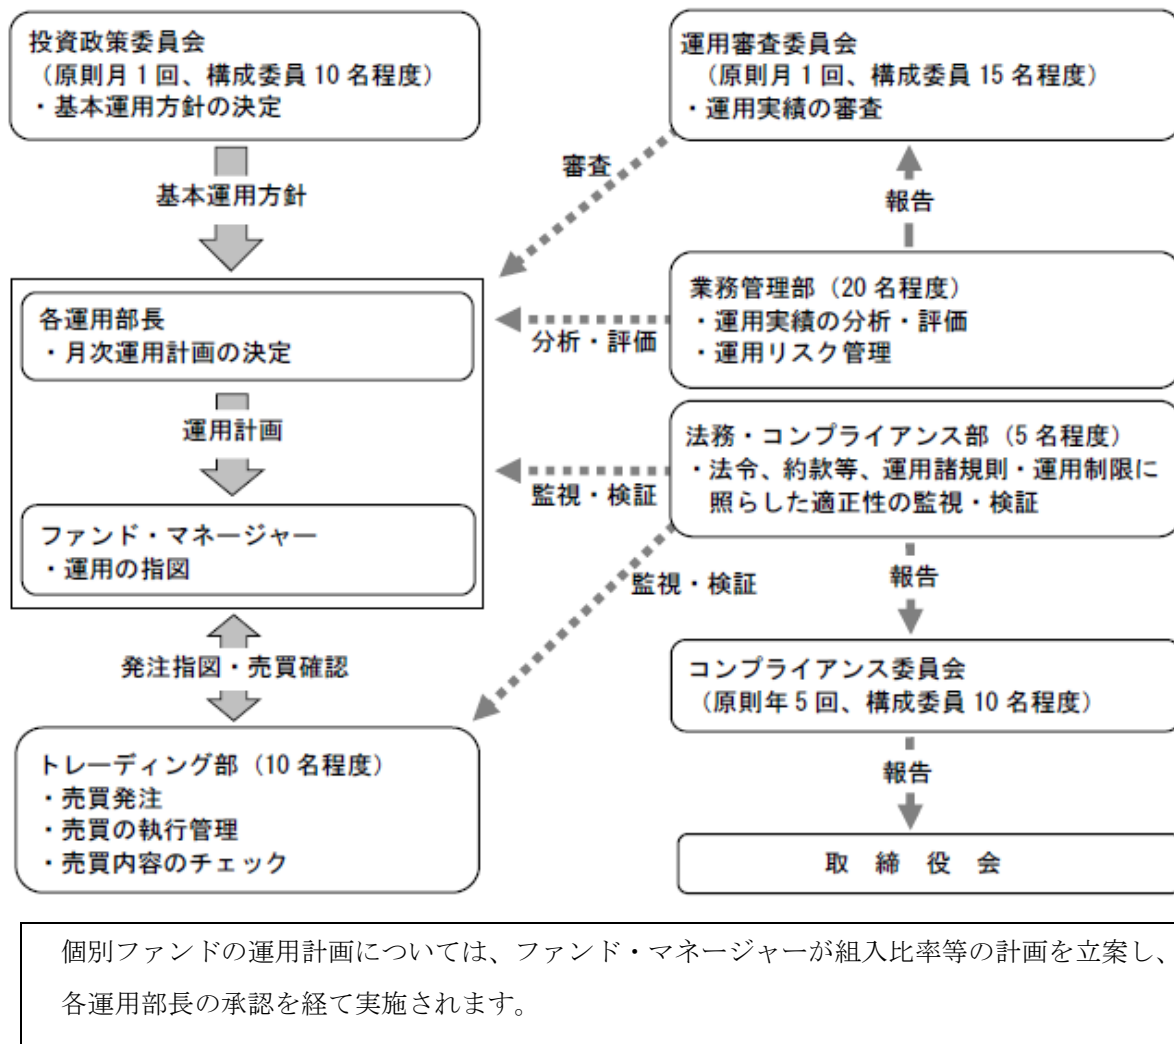 投資政策委員会
（原則月1回、構成委員10名程度）
・基本運用方針の決定
基本運用方針
各運用部長
・月次運用計画の決定
運用計画
ファンド・マネージャー
・運用の指図
発注指図・売買確認
トレーディング部（10名程度）
・売買発注
・売買の執行管理
・売買内容のチェック
運用審査委員会
（原則月1回、構成委員15名程度）
・運用実績の審査
審査
報告
業務管理部（20名程度）
・運用実績の分析・評価
・運用リスク管理
分析・評価
法務・コンプライアンス部（5名程度）
・法令、約款等、運用諸規則・運用制限に
照らした適正性の監視・検証
監視・検証
監視・検証
報告
コンプライアンス委員会
（原則年5回、構成委員10名程度）
報告
取 締 役 会
個別ファンドの運用計画については、ファンド・マネージャーが組入比率等の計画を立案し、
各運用部長の承認を経て実施されます。